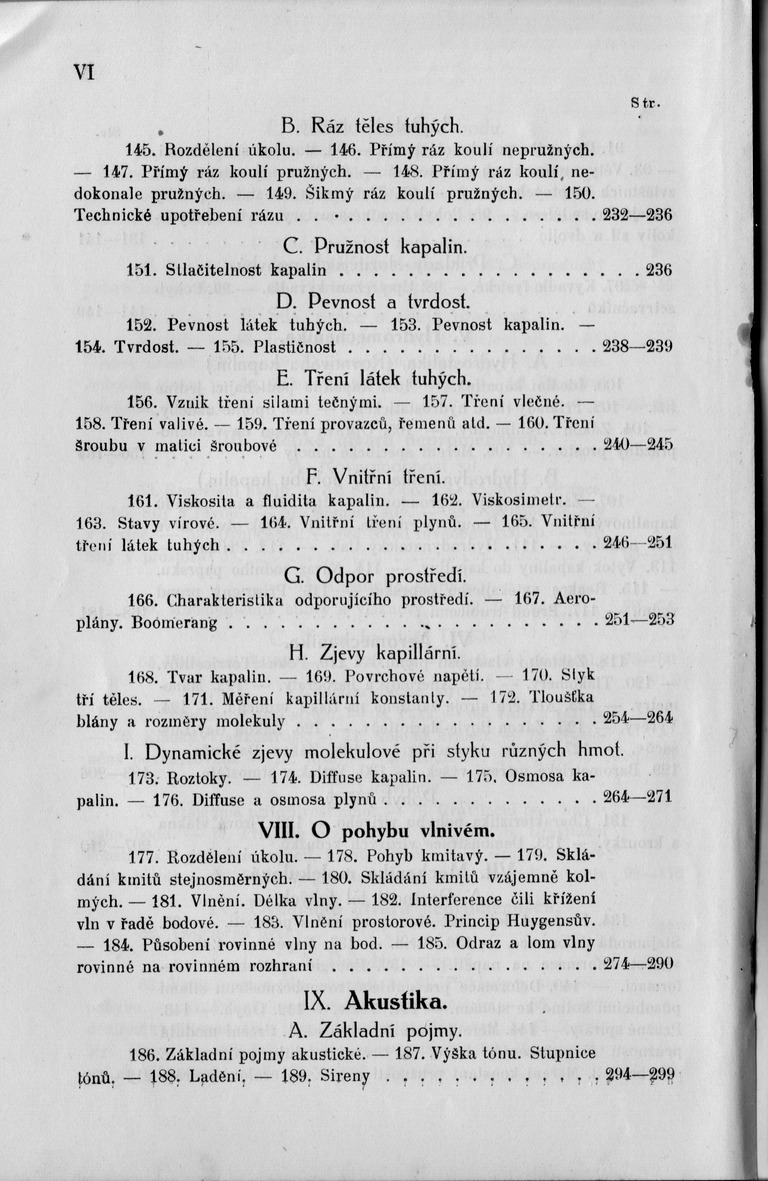 VI
Str.
B. Ráz těles tuhých.
145. Rozdělení úkolu. — 146. Přímý ráz koulí nepružných.
— 147. Přímý ráz koulí pružných. — 148. Přímý ráz koulí, ne-
dokonale pružných. — 149. Šikmý ráz koulí pružných. — 150.
Technické upotřebení rázu . . . . . . . . . . . . . . . . 232—236
C. Pružnost kapalin.
151. Stlačitelnost kapalin . . . . . . . . . . . . . . . . . . 236
D. Pevnost a tvrdost.
152. Pevnost látek tuhých. — 153. Pevnost kapalin. —
154. Tvrdost. — 155. Plastičnost . . . . . . . . . . . . . . . 238—239
E. Tření látek tuhých.
156. Vznik tření silami tečnými. — 157. Tření vlečné. —
158. Tření valivé. — 159. Tření provazců, řemenů atd. — 160. Tření
šroubu v matici šroubové . . . . . . . . . . . . . . . . . . 240—245
F. Vnitřní tření.
161. Viskosita a fluidita kapalin. — 162. Viskosimetr. —
163. Stavy vírové. — 164. Vnitřní tření plynů. — 165. Vnitřní
tření látek tuhých . . . . . . . . . . . . . . . . . . . . . . 246—251
G. Odpor prostředí.
166. Charakteristika odporujícího prostředí. — 167. Aero-
plány. Boomerang . . . . . . . . . . . . . . . . . . . . . . 251—253
H. Zjevy kapillární.
168. Tvar kapalin. — 169. Povrchové napětí. — 170. Styk
tří těles. — 171. Měření kapillární konstanty. — 172. Tloušťka
blány a rozměry molekuly . . . . . . . . . . . . . . . . . . 254—264
I. Dynamické zjevy molekulové při styku různých hmot.
173. Roztoky. — 174. Diffuse kapalin. — 175. Osmosa ka-
palin. — 176. Diffuse a osmosa plynů . . . . . . . . . . . . . 264—271
VIII. O pohybu vlnivém.
177. Rozdělení úkolu. — 178. Pohyb kmitavý. — 179. Sklá-
dání kmitů stejnosměrných. — 180. Skládání kmitů vzájemně kol-
mých. — 181. Vlnění. Délka vlny. — 182. Interference čili křížení
vln v řadě bodové. — 183. Vlnění prostorové. Princip Huygensův.
— 184. Působení rovinné vlny na bod. — 185. Odraz a lom vlny
rovinné na rovinném rozhraní . . . . . . . . . . . . . . . . 274—290
IX. Akustika.
A. Základní pojmy.
186. Základní pojmy akustické. — 187. Výška tónu. Stupnice
tónů. — 188. Ladění. — 189. Sireny . . . . . . . . . . . . . 294—299